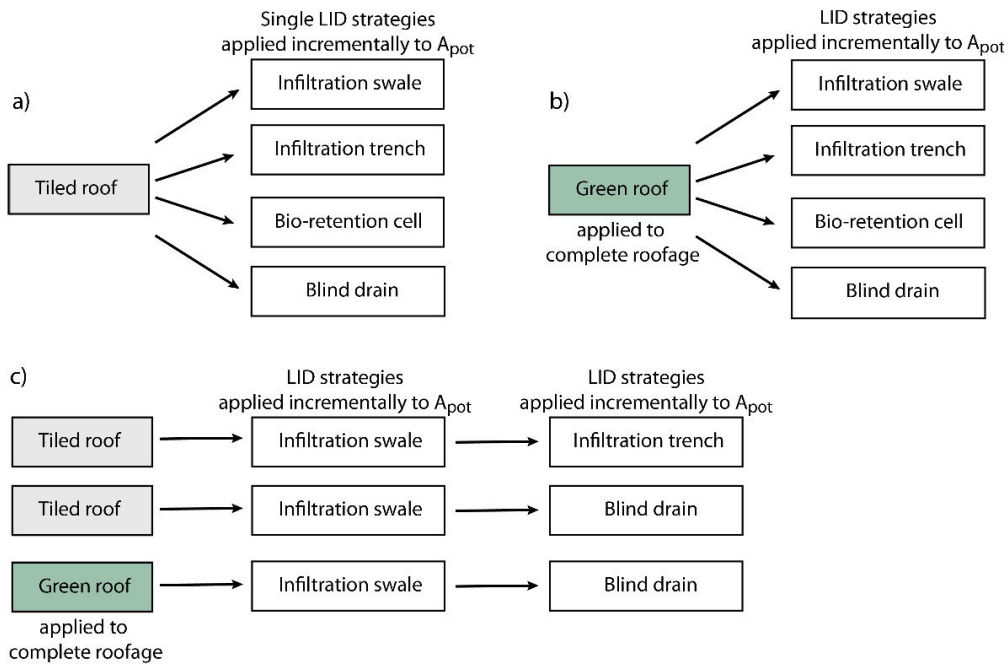 a)
Single LID strategies
applied incrementally to Apot
Infiltration swale
Infiltration trench
Tiled roof
Bio-retention cell
Blind drain
b)
LID strategies
applied incrementally to Apot
Infiltration swale
Infiltration trench
Green roof
applied to
complete roofage
Bio-retention cell
Blind drain
c)
LID strategies
applied incrementally to Apot
LID strategies
applied incrementally to Apot
Tiled roof
Infiltration swale
Infiltration trench
Tiled roof
Infiltration swale
Blind drain
Green roof
applied to
complete roofage
Infiltration swale
Blind drain